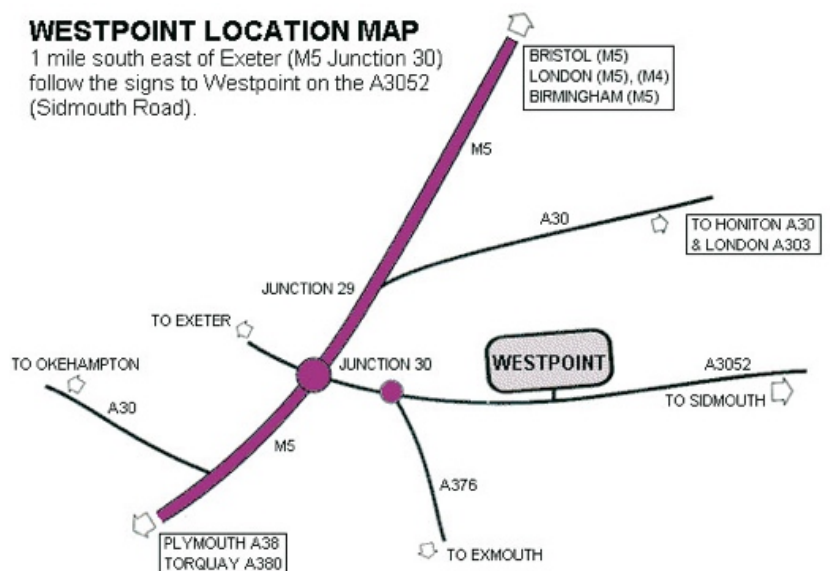 WESTPOINT LOCATION MAP
1 mile south east of Exeter (M5 Junction 30)
follow the signs to Westpoint on the A3052
(Sidmouth Road).
BRISTOL (M5)
LONDON (M5), (M4)
BIRMINGHAM (M5)
M5
A30
TO HONITON A30
& LONDON A303
JUNCTION 29
TO EXETER
TO OKEHAMPTON
JUNCTION 30
WESTPOINT
A3052
TO SIDMOUTH
A30
M5
A376
PLYMOUTH A38
TORQUAY A380
TO EXMOUTH